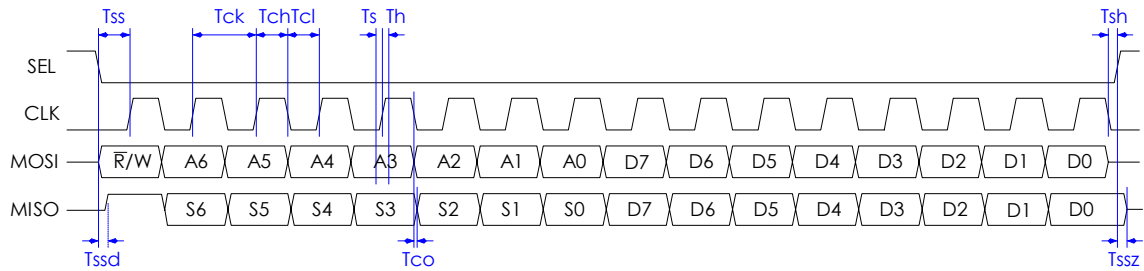 Tss Tck Tch Tcl Ts Th Tsh
SEL
CLK
MOSI R̅/W A6 A5 A4 A3 A2 A1 A0 D7 D6 D5 D4 D3 D2 D1 D0
MISO S6 S5 S4 S3 S2 S1 S0 D7 D6 D5 D4 D3 D2 D1 D0
Tssd Tco Tssz